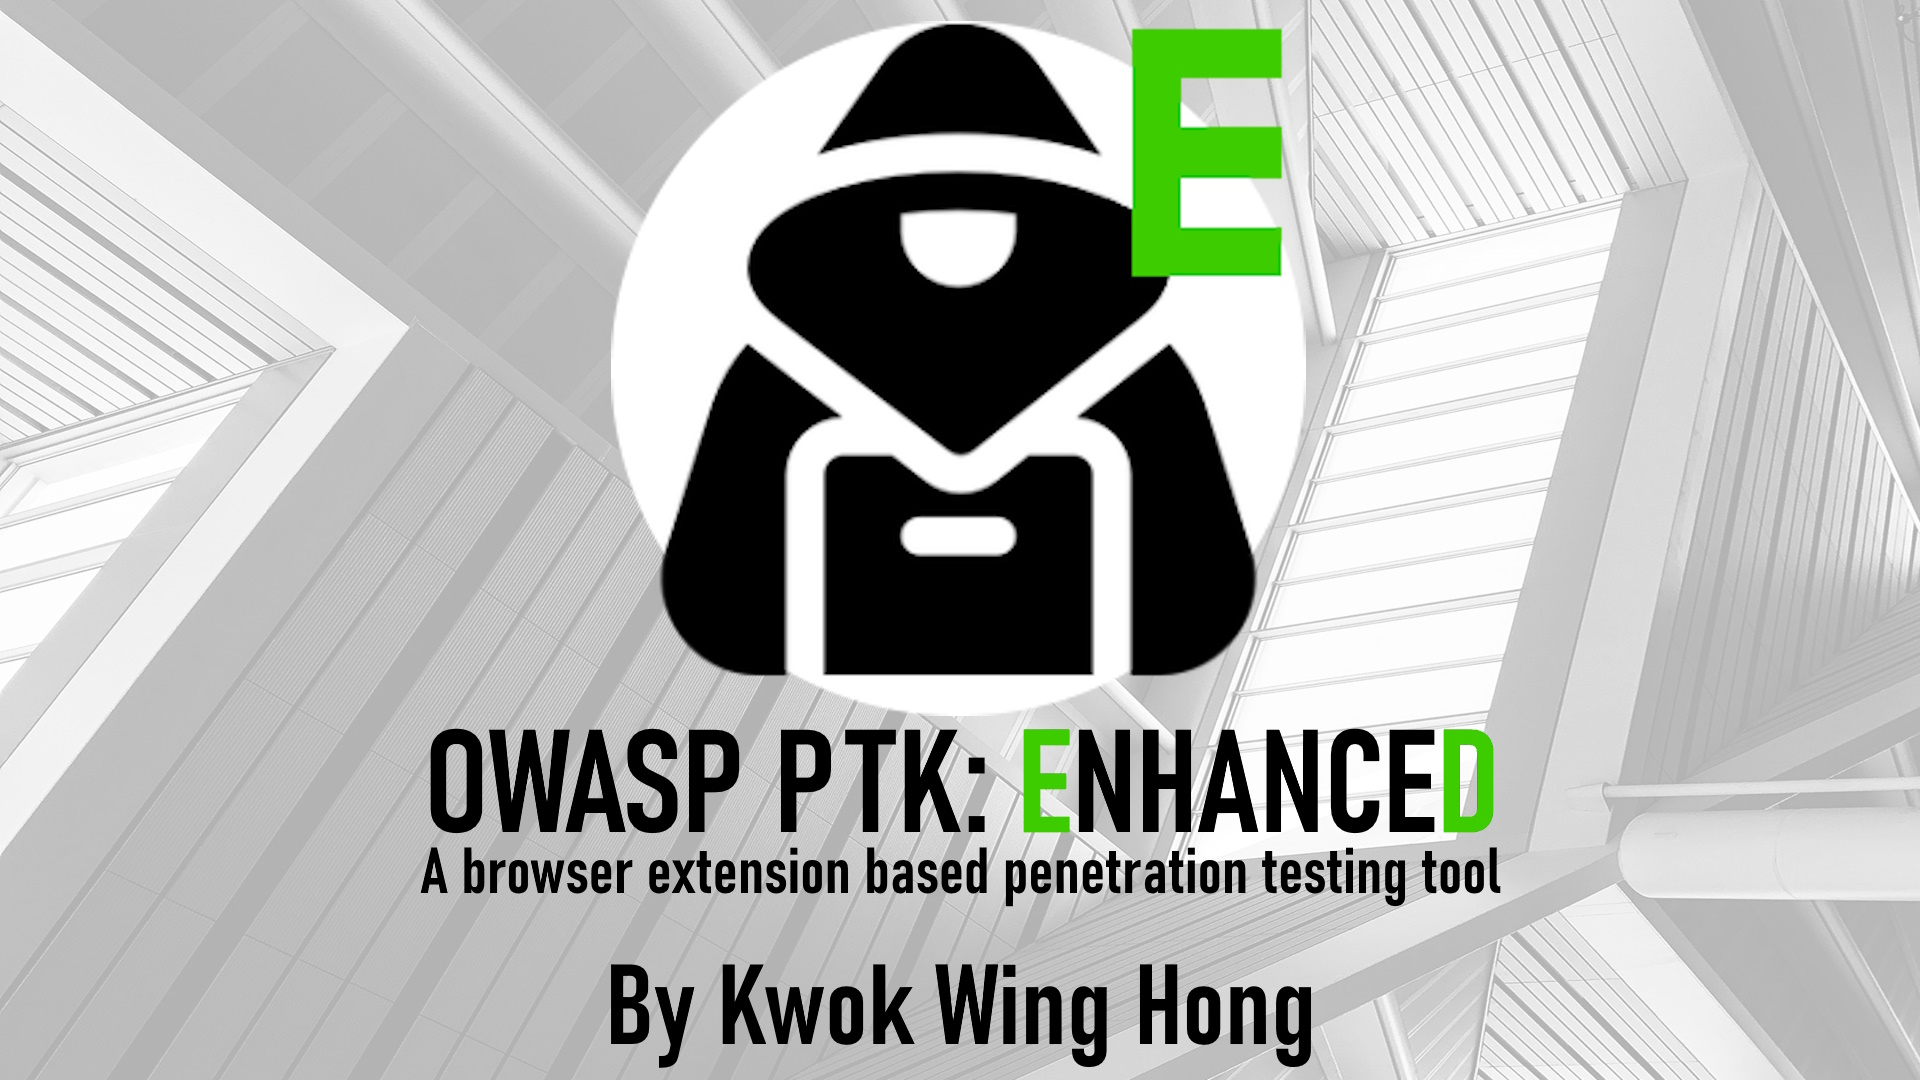 E
OWASP PTK: ENHANCED
A browser extension based penetration testing tool
By Kwok Wing Hong